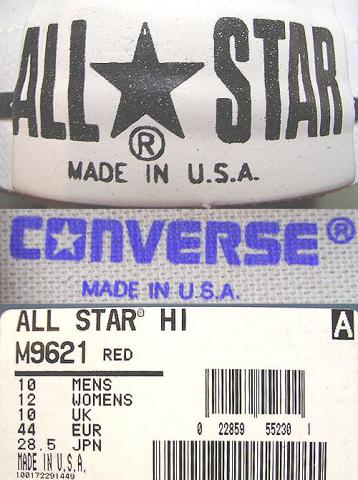 ALL ★ STAR
®
MADE IN U.S.A.
CONVERSE®
MADE IN U.S.A.
ALL STAR® HI A
M9621 RED
10 MENS
12 WOMENS
10 UK
44 EUR
28.5 JPN
0 22859 55230 1
MADE IN U.S.A.
100172291449